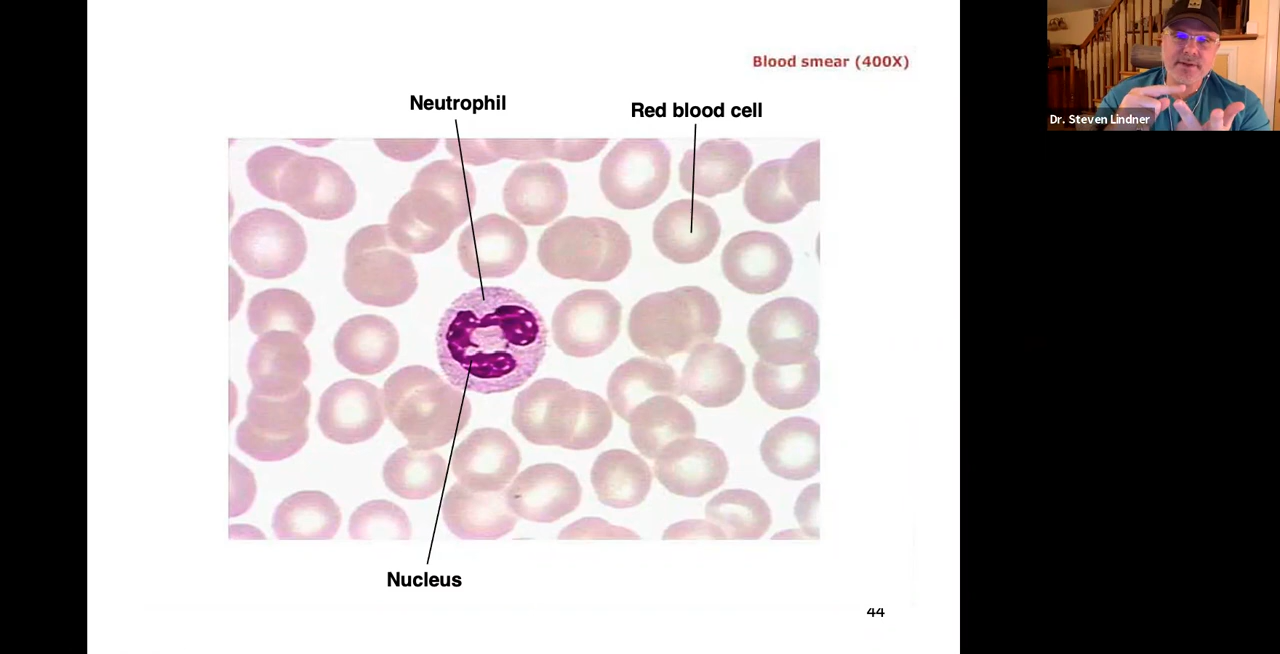 Blood smear (400X)
Neutrophil
Red blood cell
Nucleus
44
Dr. Steven Lindner